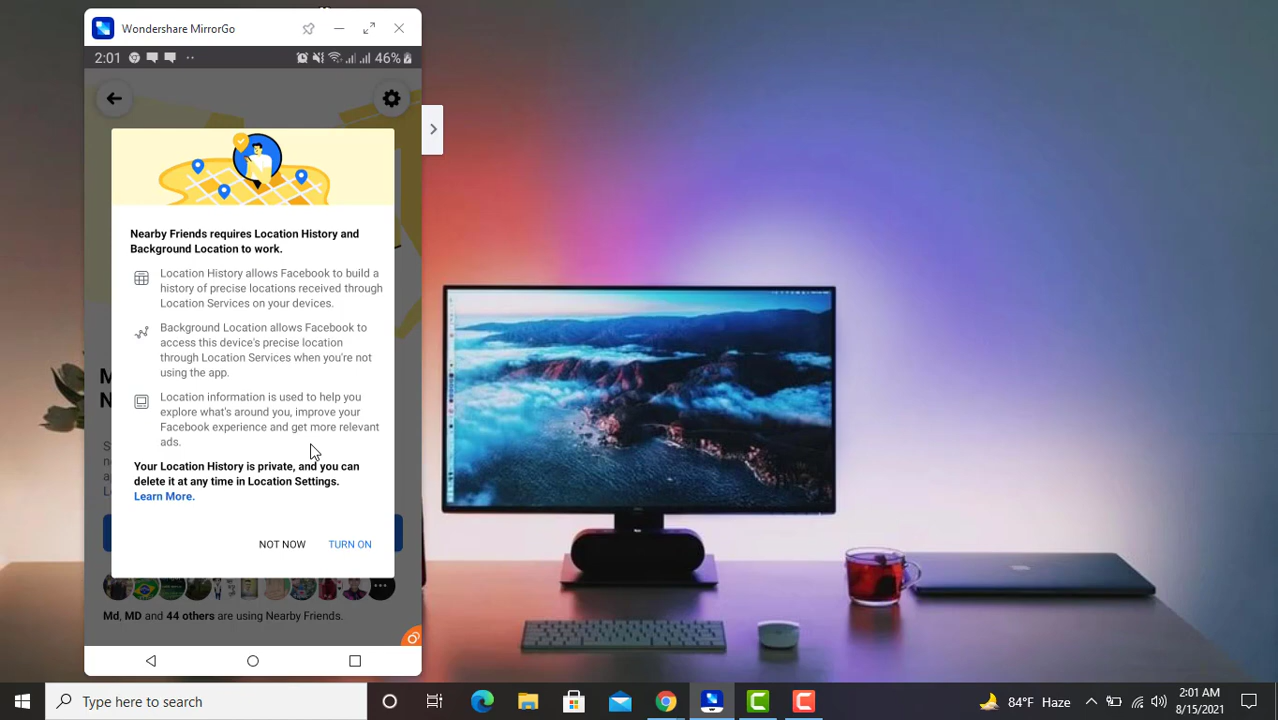 Wondershare MirrorGo
2:01
46%
Nearby Friends requires Location History and
Background Location to work.
Location History allows Facebook to build a
history of precise locations received through
Location Services on your devices.
Background Location allows Facebook to
access this device's precise location
through Location Services when you're not
using the app.
Location information is used to help you
explore what's around you, improve your
Facebook experience and get more relevant
ads.
Your Location History is private, and you can
delete it at any time in Location Settings.
Learn More.
NOT NOW TURN ON
Md, MD and 44 others are using Nearby Friends.
Type here to search
84°F Haze
2:01 AM
8/15/2021